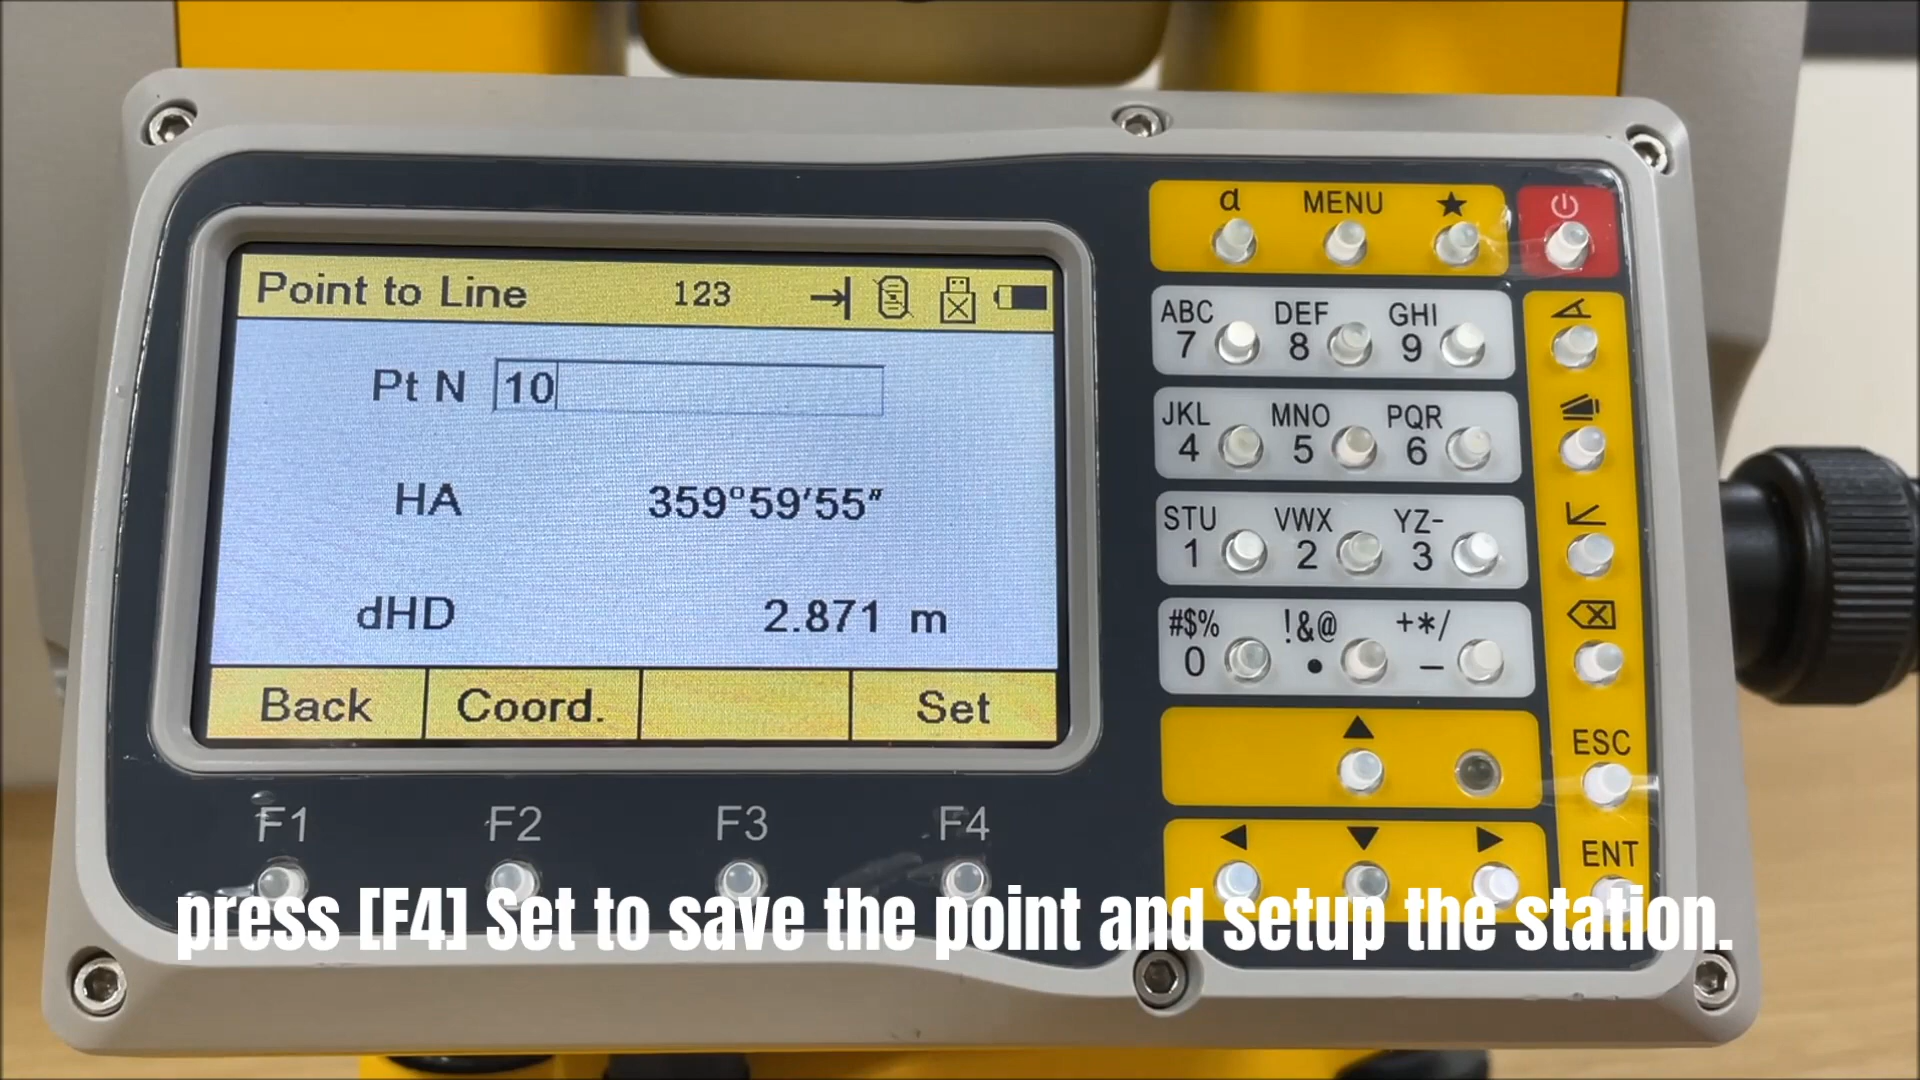 Point to Line 123
Pt N 10
HA 359°59′55″
dHD 2.871 m
Back Coord. Set
F1 F2 F3 F4
α MENU ★
ABC DEF GHI
7 8 9
JKL MNO PQR
4 5 6
STU VWX YZ-
1 2 3
#$% !&@ +*/
0 • −
ESC
ENT
press [F4] Set to save the point and setup the station.